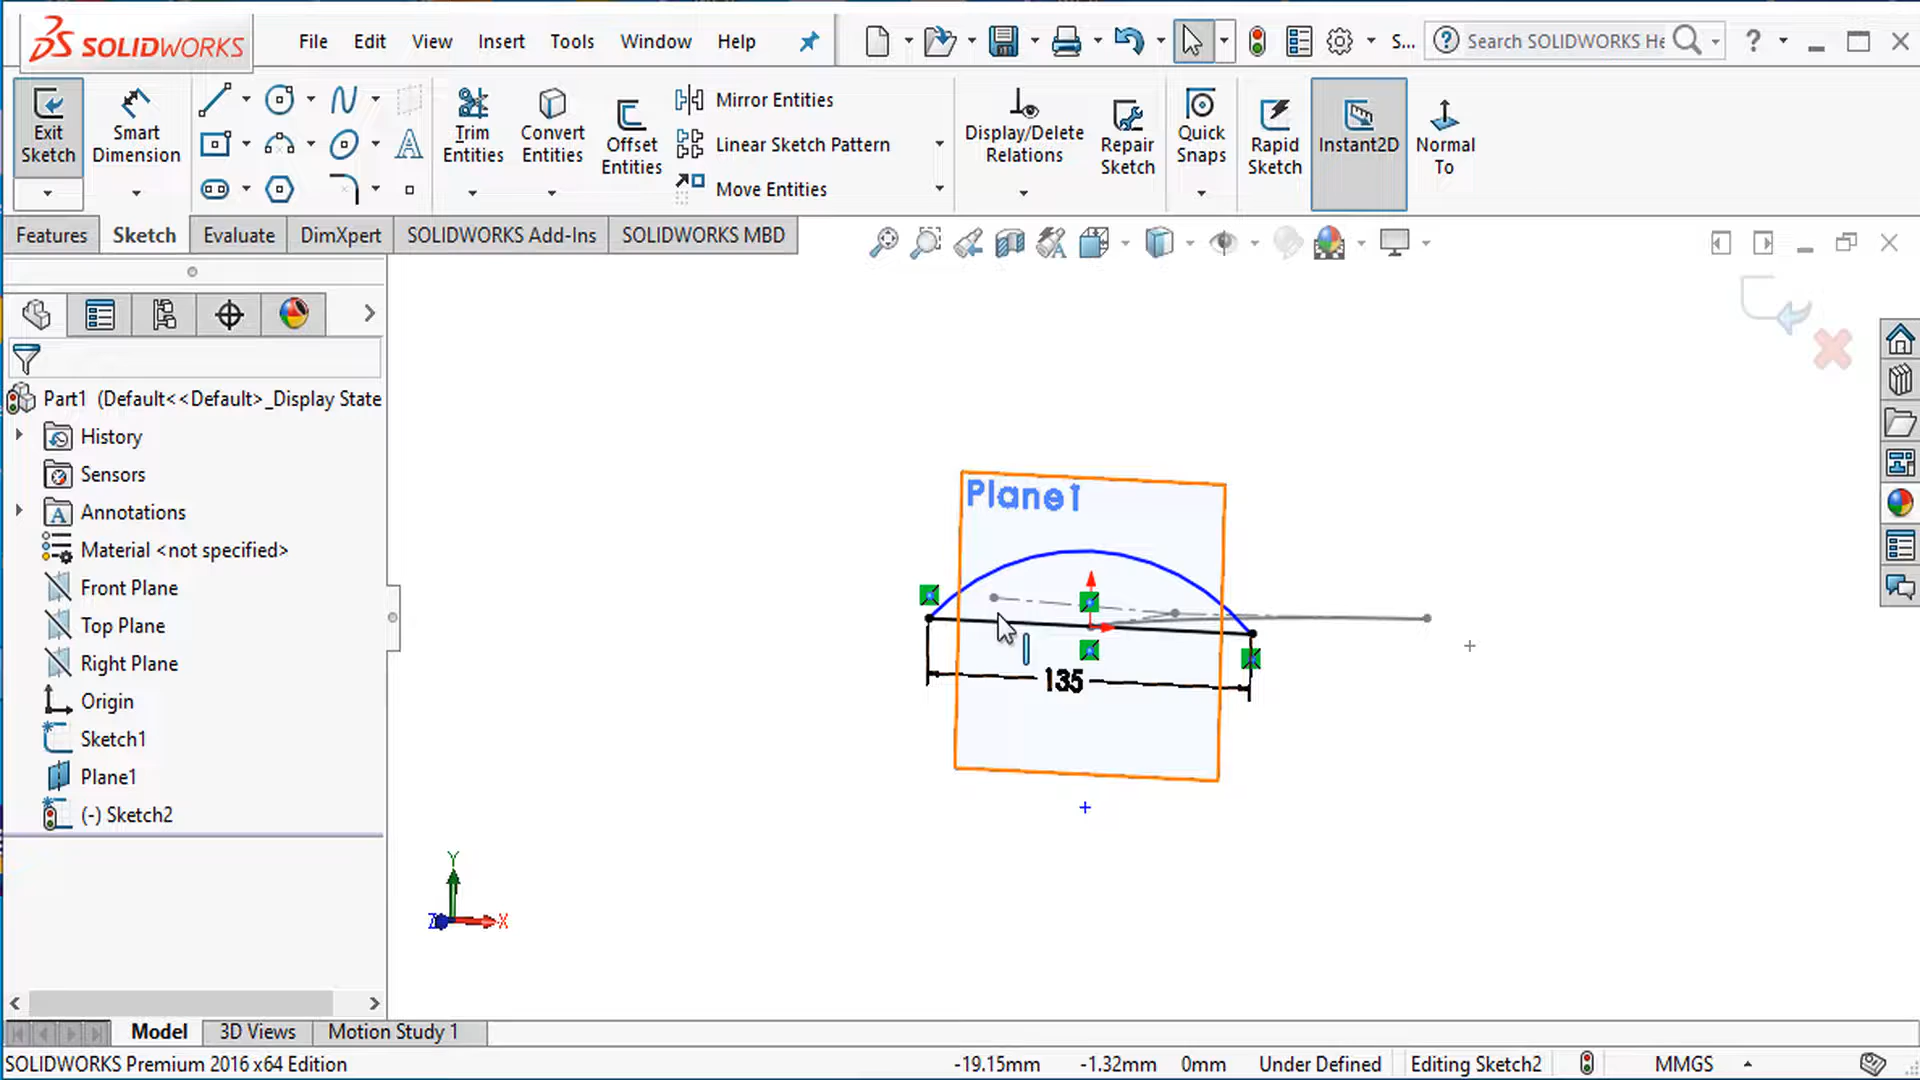 SOLIDWORKS File Edit View Insert Tools Window Help S... Search SOLIDWORKS He ?
Exit Sketch
Smart Dimension
Trim Entities
Convert Entities
Offset Entities
Mirror Entities
Linear Sketch Pattern
Move Entities
Display/Delete Relations
Repair Sketch
Quick Snaps
Rapid Sketch
Instant2D
Normal To
Features Sketch Evaluate DimXpert SOLIDWORKS Add-Ins SOLIDWORKS MBD
Part1 (Default<<Default>_Display State
History
Sensors
Annotations
Material <not specified>
Front Plane
Top Plane
Right Plane
Origin
Sketch1
Plane1
(-) Sketch2
Plane1
135
Y
Z X
Model 3D Views Motion Study 1
SOLIDWORKS Premium 2016 x64 Edition -19.15mm -1.32mm 0mm Under Defined Editing Sketch2 MMGS